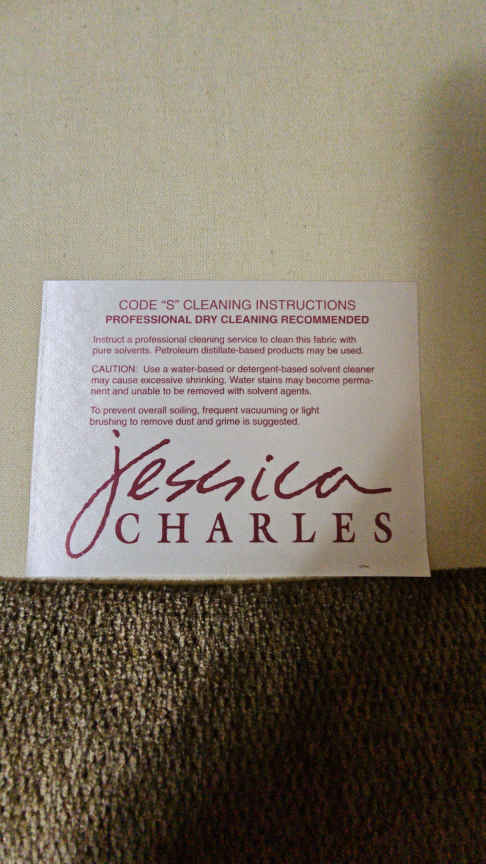 CODE “S” CLEANING INSTRUCTIONS
PROFESSIONAL DRY CLEANING RECOMMENDED
Instruct a professional cleaning service to clean this fabric with
pure solvents. Petroleum distillate-based products may be used.
CAUTION: Use a water-based or detergent-based solvent cleaner
may cause excessive shrinking. Water stains may become perma-
nent and unable to be removed with solvent agents.
To prevent overall soiling, frequent vacuuming or light
brushing to remove dust and grime is suggested.
jessica
CHARLES